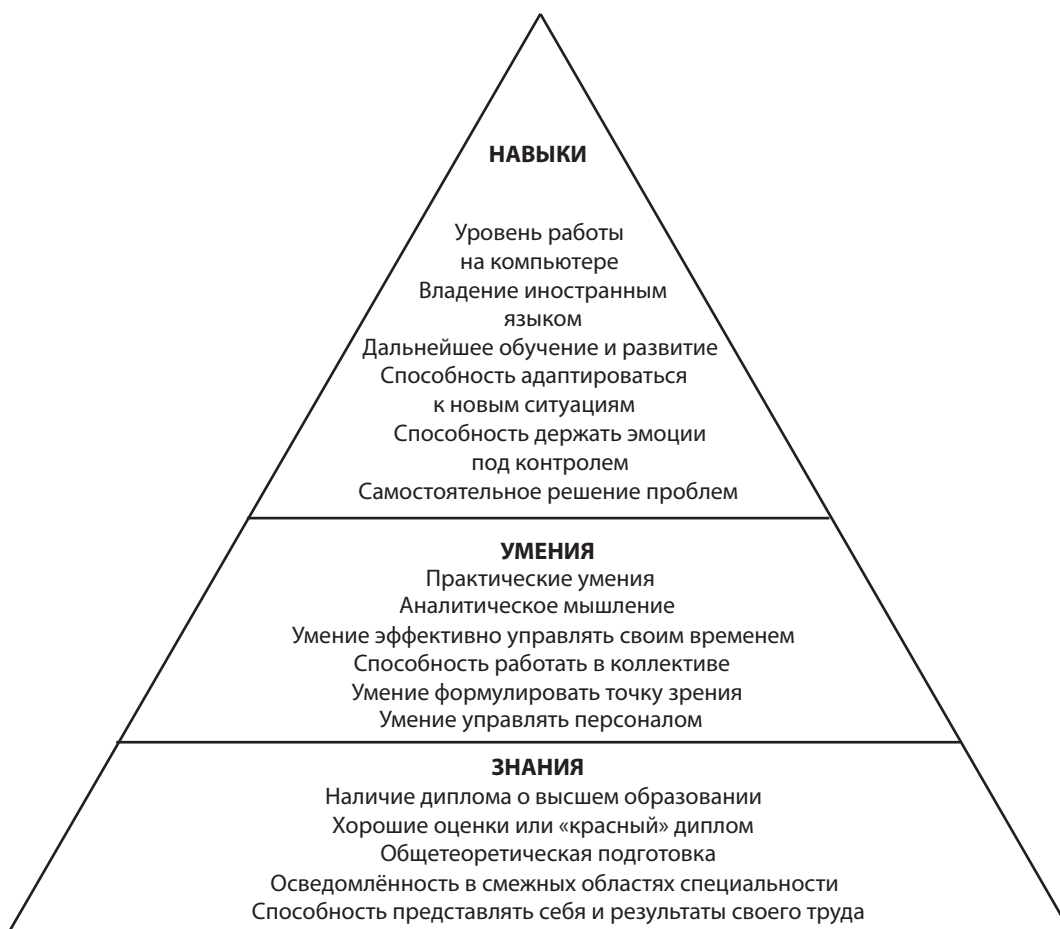 НАВЫКИ
Уровень работы
на компьютере
Владение иностранным
языком
Дальнейшее обучение и развитие
Способность адаптироваться
к новым ситуациям
Способность держать эмоции
под контролем
Самостоятельное решение проблем
УМЕНИЯ
Практические умения
Аналитическое мышление
Умение эффективно управлять своим временем
Способность работать в коллективе
Умение формулировать точку зрения
Умение управлять персоналом
ЗНАНИЯ
Наличие диплома о высшем образовании
Хорошие оценки или «красный» диплом
Общетеоретическая подготовка
Осведомлённость в смежных областях специальности
Способность представлять себя и результаты своего труда